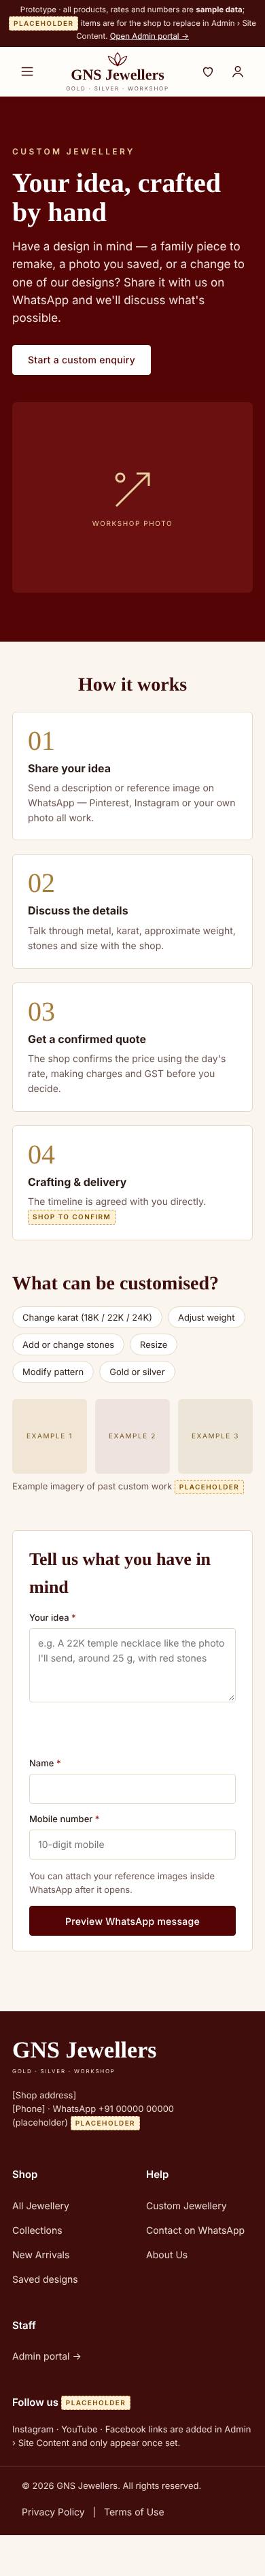 Prototype · all products, rates and numbers are sample data;
PLACEHOLDER items are for the shop to replace in Admin › Site
Content. Open Admin portal →
GNS Jewellers
GOLD · SILVER · WORKSHOP
CUSTOM JEWELLERY
Your idea, crafted
by hand
Have a design in mind — a family piece to
remake, a photo you saved, or a change to
one of our designs? Share it with us on
WhatsApp and we'll discuss what's
possible.
Start a custom enquiry
WORKSHOP PHOTO
How it works
01
Share your idea
Send a description or reference image on
WhatsApp — Pinterest, Instagram or your own
photo all work.
02
Discuss the details
Talk through metal, karat, approximate weight,
stones and size with the shop.
03
Get a confirmed quote
The shop confirms the price using the day's
rate, making charges and GST before you
decide.
04
Crafting & delivery
The timeline is agreed with you directly.
SHOP TO CONFIRM
What can be customised?
Change karat (18K / 22K / 24K)
Adjust weight
Add or change stones
Resize
Modify pattern
Gold or silver
EXAMPLE 1
EXAMPLE 2
EXAMPLE 3
Example imagery of past custom work PLACEHOLDER
Tell us what you have in
mind
Your idea *
e.g. A 22K temple necklace like the photo
I'll send, around 25 g, with red stones
Name *
Mobile number *
10-digit mobile
You can attach your reference images inside
WhatsApp after it opens.
Preview WhatsApp message
GNS Jewellers
GOLD · SILVER · WORKSHOP
[Shop address]
[Phone] · WhatsApp +91 00000 00000
(placeholder) PLACEHOLDER
Shop
All Jewellery
Collections
New Arrivals
Saved designs
Help
Custom Jewellery
Contact on WhatsApp
About Us
Staff
Admin portal →
Follow us PLACEHOLDER
Instagram · YouTube · Facebook links are added in Admin
› Site Content and only appear once set.
© 2026 GNS Jewellers. All rights reserved.
Privacy Policy | Terms of Use